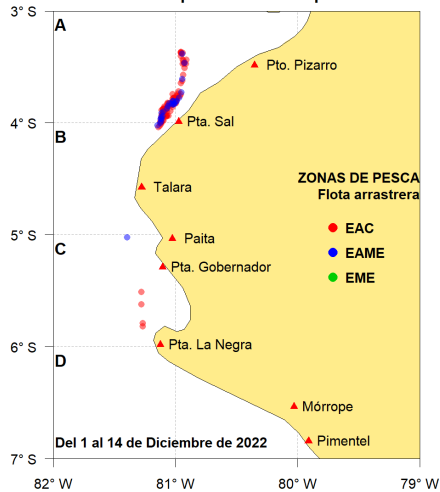 3° S
A
Pto. Pizarro
4° S
Pta. Sal
B
ZONAS DE PESCA
Talara
Flota arrastrera
EAC
5° S
Paita
EAME
C
Pta. Gobernador
EME
6° S
Pta. La Negra
D
Mórrope
Del 1 al 14 de Diciembre de 2022
Pimentel
7° S
82° W
81° W
80° W
79° W